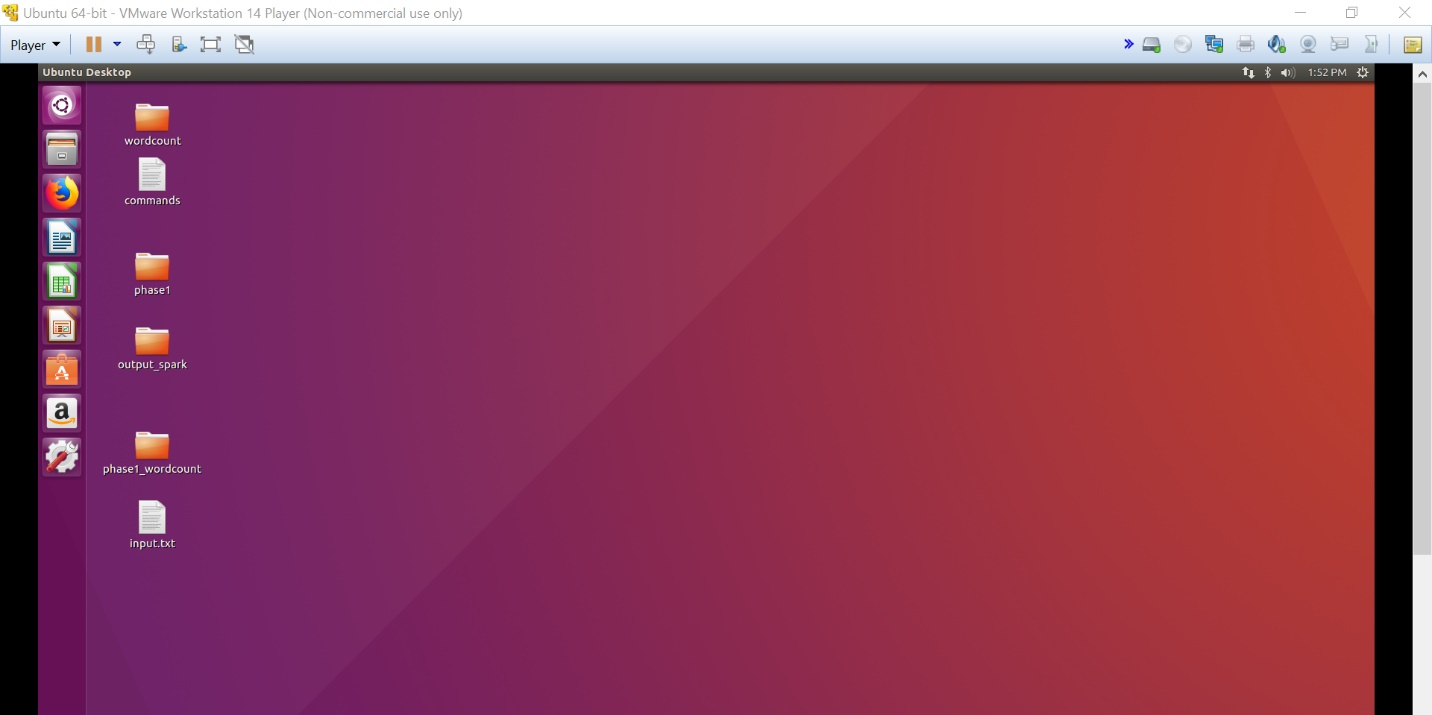 Ubuntu 64-bit - VMware Workstation 14 Player (Non-commercial use only)
Player
Ubuntu Desktop
1:52 PM
wordcount
commands
phase1
output_spark
phase1_wordcount
input.txt